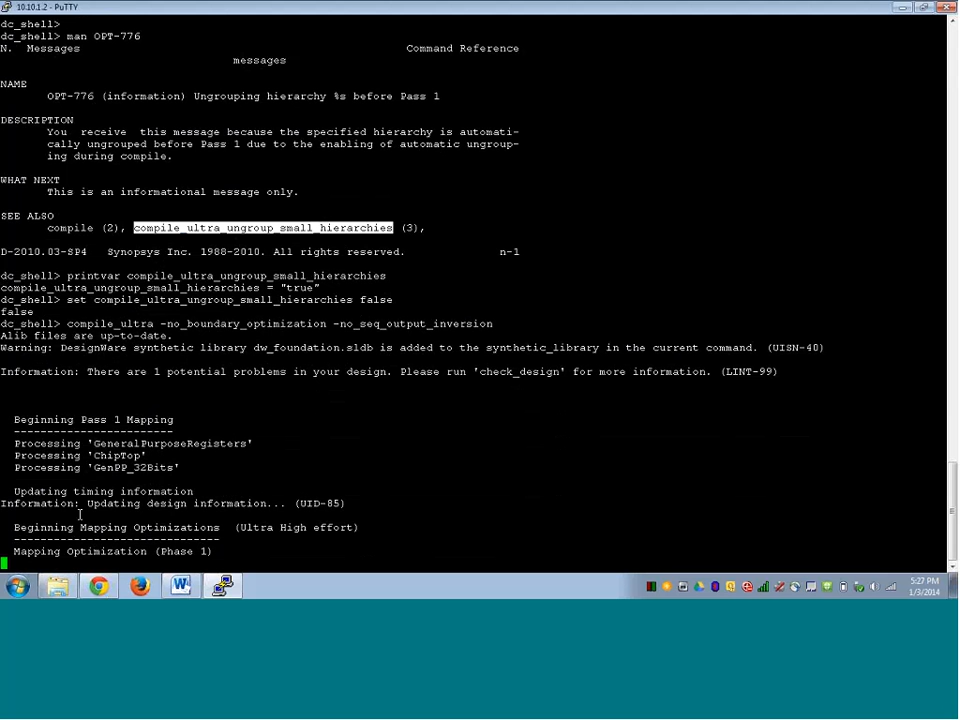 10.10.1.2 - PuTTY
dc_shell>
dc_shell> man OPT-776
N.  Messages                    Command Reference
messages
NAME
OPT-776 (information) Ungrouping hierarchy %s before Pass 1
DESCRIPTION
You  receive  this message because the specified hierarchy is automati-
cally ungrouped before Pass 1 due to the enabling of automatic ungroup-
ing during compile.
WHAT NEXT
This is an informational message only.
SEE ALSO
compile (2), compile_ultra_ungroup_small_hierarchies (3),
D-2010.03-SP4   Synopsys Inc. 1988-2010. All rights reserved.          n-1
dc_shell> printvar compile_ultra_ungroup_small_hierarchies
compile_ultra_ungroup_small_hierarchies = "true"
dc_shell> set compile_ultra_ungroup_small_hierarchies false
false
dc_shell> compile_ultra -no_boundary_optimization -no_seq_output_inversion
Alib files are up-to-date.
Warning: DesignWare synthetic library dw_foundation.sldb is added to the synthetic_library in the current command. (UISN-40)
Information: There are 1 potential problems in your design. Please run 'check_design' for more information. (LINT-99)
Beginning Pass 1 Mapping
------------------------
Processing 'GeneralPurposeRegisters'
Processing 'ChipTop'
Processing 'GenPP_32Bits'
Updating timing information
Information: Updating design information... (UID-85)
Beginning Mapping Optimizations  (Ultra High effort)
-------------------------------
Mapping Optimization (Phase 1)
5:27 PM
1/3/2014